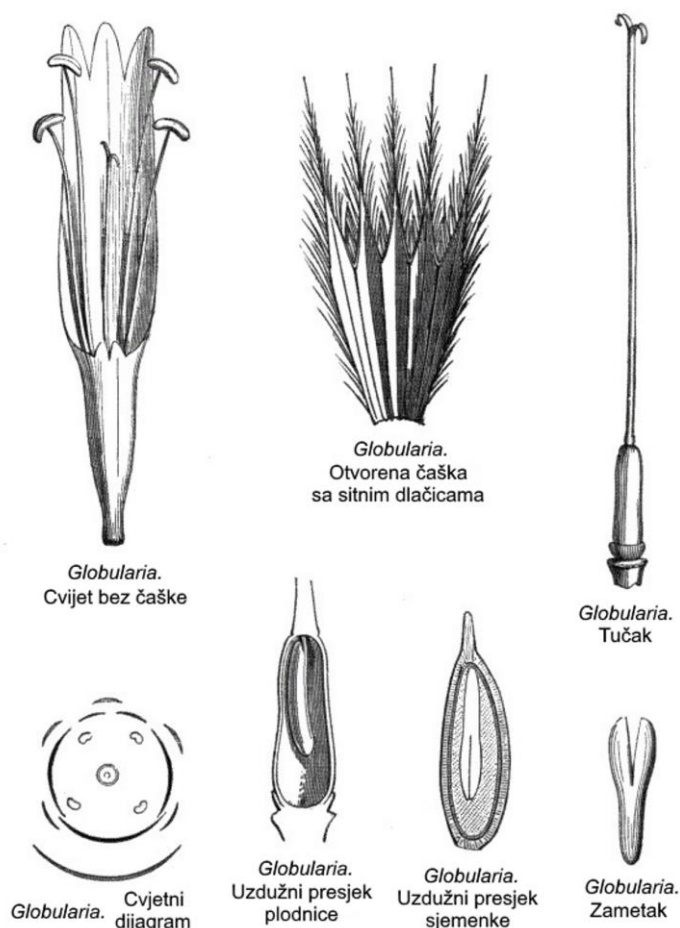 Globularia.
Otvorena čaška
sa sitnim dlačicama
Globularia.
Cvijet bez čaške
Globularia.
Tučak
Globularia. Cvjetni
dijagram
Globularia.
Uzdužni presjek
plodnice
Globularia.
Uzdužni presjek
sjemenke
Globularia.
Zametak